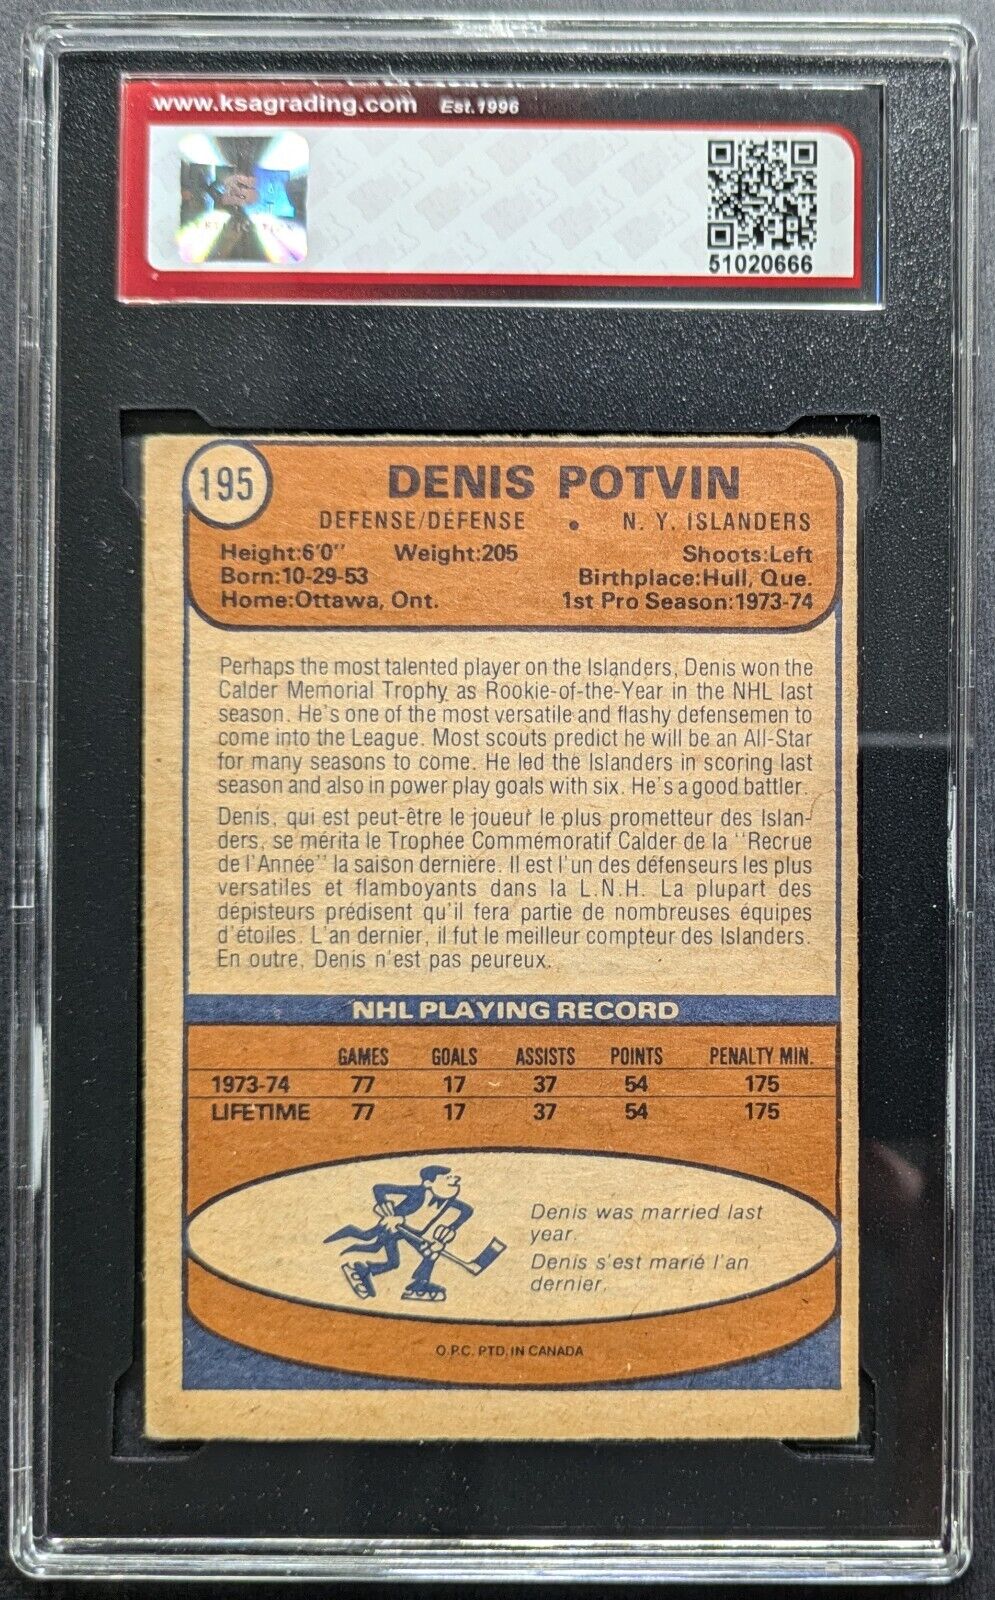 www.ksagrading.com Est.1996
51020666
195
DENIS POTVIN
DEFENSE/DÉFENSE • N. Y. ISLANDERS
Height:6'0" Weight:205 Shoots:Left
Born:10-29-53 Birthplace:Hull, Que.
Home:Ottawa, Ont. 1st Pro Season:1973-74
Perhaps the most talented player on the Islanders, Denis won the
Calder Memorial Trophy as Rookie-of-the-Year in the NHL last
season. He's one of the most versatile and flashy defensemen to
come into the League. Most scouts predict he will be an All-Star
for many seasons to come. He led the Islanders in scoring last
season and also in power play goals with six. He's a good battler.
Denis, qui est peut-être le joueur le plus prometteur des Islan-
ders, se mérita le Trophée Commémoratif Calder de la "Recrue
de l'Année" la saison dernière. Il est l'un des défenseurs les plus
versatiles et flamboyants dans la L.N.H. La plupart des
dépisteurs prédisent qu'il fera partie de nombreuses équipes
d'étoiles. L'an dernier, il fut le meilleur compteur des Islanders.
En outre, Denis n'est pas peureux.
NHL PLAYING RECORD
GAMES GOALS ASSISTS POINTS PENALTY MIN.
1973-74 77 17 37 54 175
LIFETIME 77 17 37 54 175
Denis was married last
year.
Denis s'est marié l'an
dernier.
O.P.C. PTD. IN CANADA